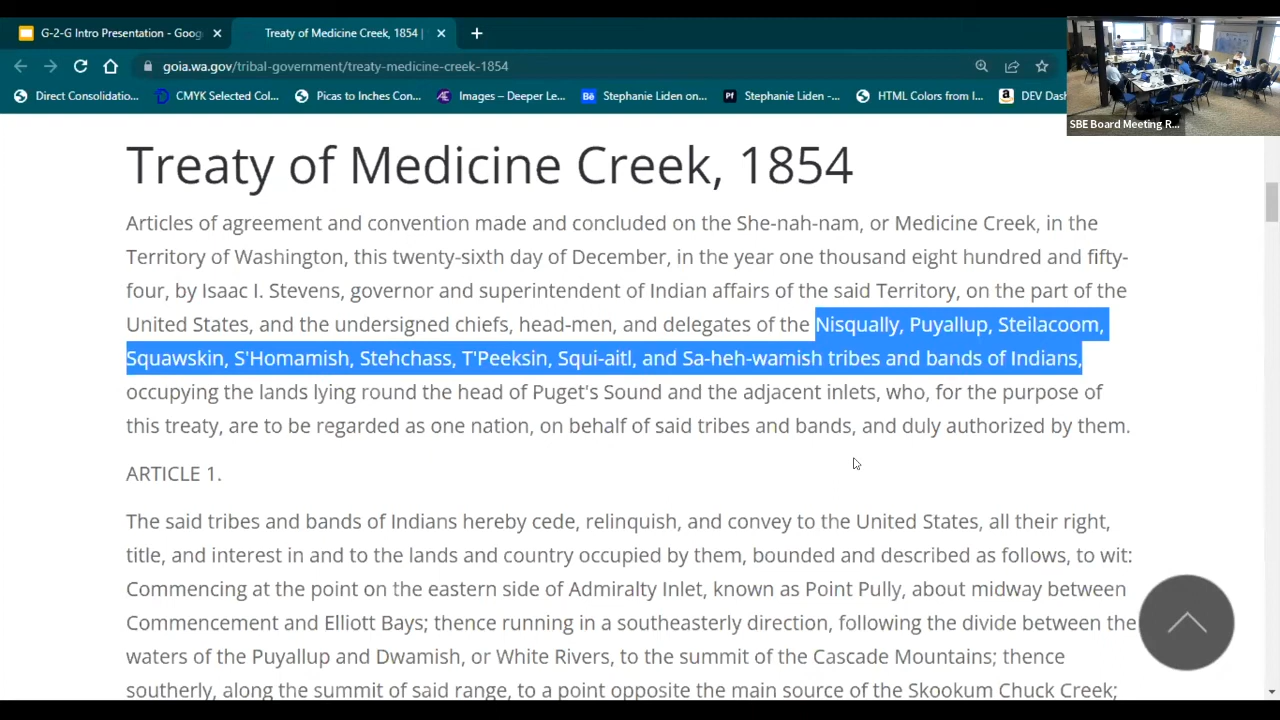 G-2-G Intro Presentation - Goog
Treaty of Medicine Creek, 1854 |
goia.wa.gov/tribal-government/treaty-medicine-creek-1854
Direct Consolidatio...
CMYK Selected Col...
Picas to Inches Con...
Images – Deeper Le...
Bē Stephanie Liden on...
Pf Stephanie Liden -...
HTML Colors from I...
DEV Dash
SBE Board Meeting R...
Treaty of Medicine Creek, 1854
Articles of agreement and convention made and concluded on the She-nah-nam, or Medicine Creek, in the
Territory of Washington, this twenty-sixth day of December, in the year one thousand eight hundred and fifty-
four, by Isaac I. Stevens, governor and superintendent of Indian affairs of the said Territory, on the part of the
United States, and the undersigned chiefs, head-men, and delegates of the Nisqually, Puyallup, Steilacoom,
Squawskin, S'Homamish, Stehchass, T'Peeksin, Squi-aitl, and Sa-heh-wamish tribes and bands of Indians,
occupying the lands lying round the head of Puget's Sound and the adjacent inlets, who, for the purpose of
this treaty, are to be regarded as one nation, on behalf of said tribes and bands, and duly authorized by them.
ARTICLE 1.
The said tribes and bands of Indians hereby cede, relinquish, and convey to the United States, all their right,
title, and interest in and to the lands and country occupied by them, bounded and described as follows, to wit:
Commencing at the point on the eastern side of Admiralty Inlet, known as Point Pully, about midway between
Commencement and Elliott Bays; thence running in a southeasterly direction, following the divide between the
waters of the Puyallup and Dwamish, or White Rivers, to the summit of the Cascade Mountains; thence
southerly, along the summit of said range, to a point opposite the main source of the Skookum Chuck Creek;